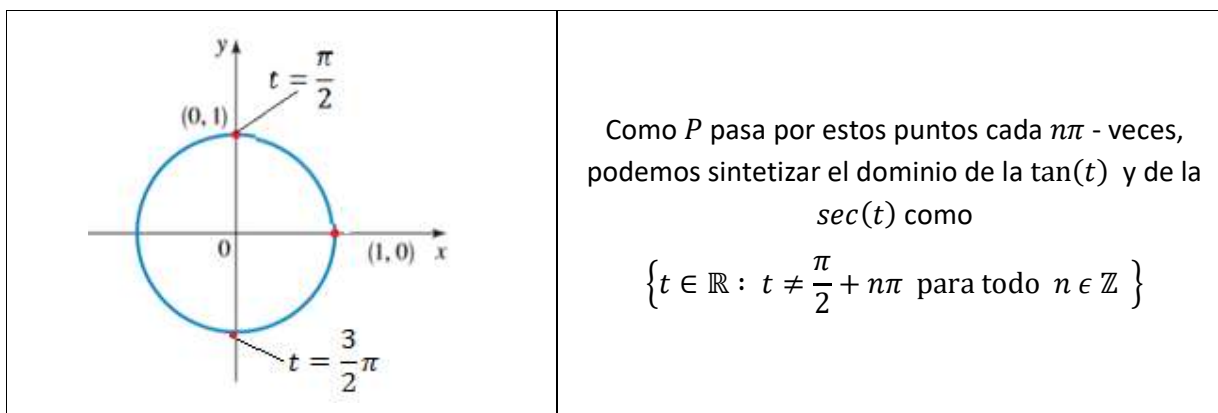 y
t = π/2
(0, 1)
0
(1, 0) x
t = 3/2 π
Como P pasa por estos puntos cada nπ - veces,
podemos sintetizar el dominio de la tan(t) y de la
sec(t) como
{t ∈ ℝ : t ≠ π/2 + nπ para todo n ϵ ℤ }